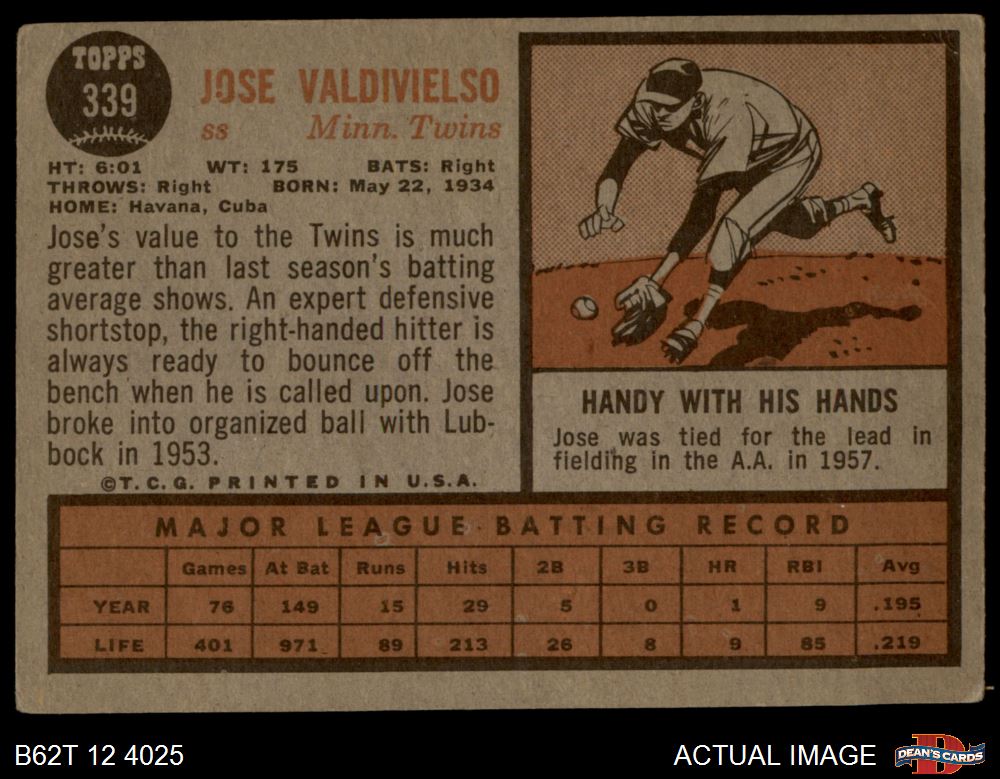 TOPPS
339
JOSE VALDIVIELSO
ss Minn. Twins
HT: 6:01 WT: 175 BATS: Right
THROWS: Right BORN: May 22, 1934
HOME: Havana, Cuba
Jose's value to the Twins is much
greater than last season's batting
average shows. An expert defensive
shortstop, the right-handed hitter is
always ready to bounce off the
bench when he is called upon. Jose
broke into organized ball with Lub-
bock in 1953.
©T.C.G. PRINTED IN U.S.A.
HANDY WITH HIS HANDS
Jose was tied for the lead in
fielding in the A.A. in 1957.
MAJOR LEAGUE BATTING RECORD
Games At Bat Runs Hits 2B 3B HR RBI Avg
YEAR 76 149 15 29 5 0 1 9 .195
LIFE 401 971 89 213 26 8 9 85 .219
B62T 12 4025
ACTUAL IMAGE
DEAN'S CARDS